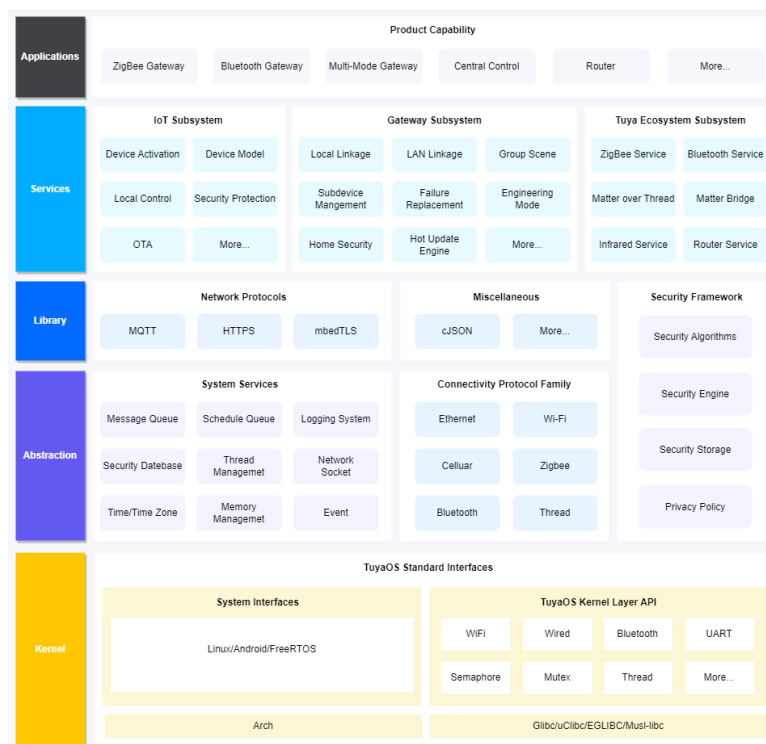 Applications
Product Capability
ZigBee Gateway
Bluetooth Gateway
Multi-Mode Gateway
Central Control
Router
More...
Services
IoT Subsystem
Device Activation
Device Model
Local Control
Security Protection
OTA
More...
Gateway Subsystem
Local Linkage
LAN Linkage
Group Scene
Subdevice
Mangement
Failure
Replacement
Engineering
Mode
Home Security
Hot Update
Engine
More...
Tuya Ecosystem Subsystem
ZigBee Service
Bluetooth Service
Matter over Thread
Matter Bridge
Infrared Service
Router Service
Library
Network Protocols
MQTT
HTTPS
mbedTLS
Miscellaneous
cJSON
More...
Security Framework
Security Algorithms
Security Engine
Security Storage
Privacy Policy
Abstraction
System Services
Message Queue
Schedule Queue
Logging System
Security Datebase
Thread
Managemet
Network
Socket
Time/Time Zone
Memory
Managemet
Event
Connectivity Protocol Family
Ethernet
Wi-Fi
Celluar
Zigbee
Bluetooth
Thread
Kernel
TuyaOS Standard Interfaces
System Interfaces
Linux/Android/FreeRTOS
TuyaOS Kernel Layer API
WiFi
Wired
Bluetooth
UART
Semaphore
Mutex
Thread
More...
Arch
Glibc/uClibc/EGLIBC/Musl-libc